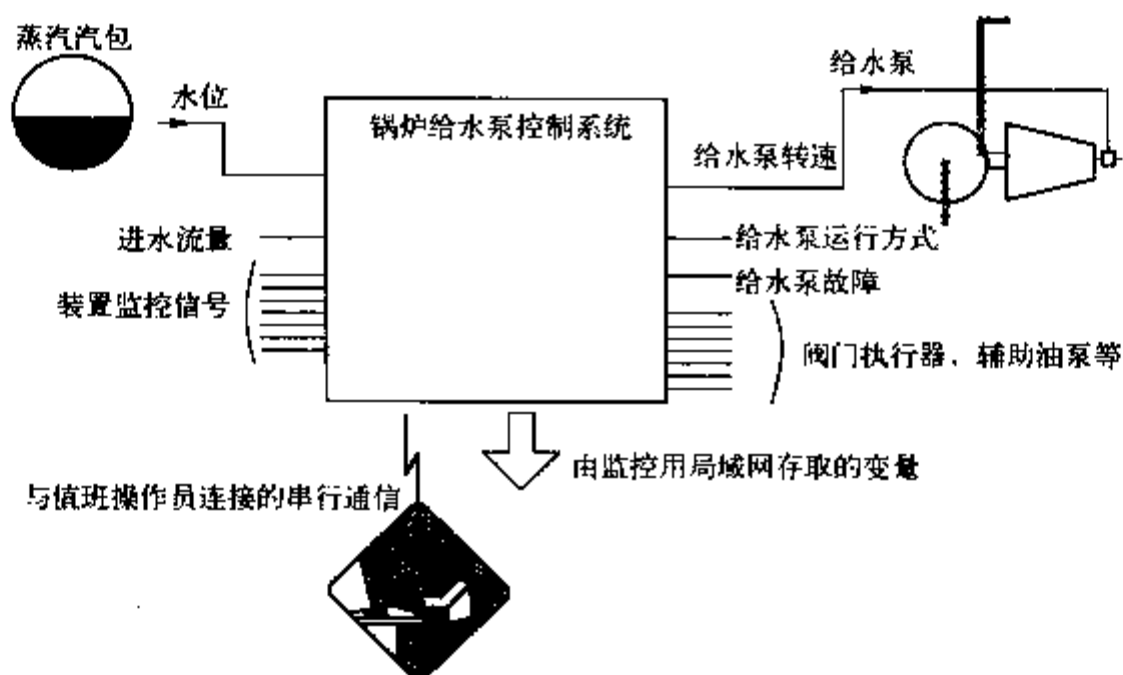 蒸汽汽包
水位
锅炉给水泵控制系统
给水泵
给水泵转速
进水流量
给水泵运行方式
给水泵故障
装置监控信号
阀门执行器、辅助油泵等
由监控用局域网存取的变量
与值班操作员连接的串行通信